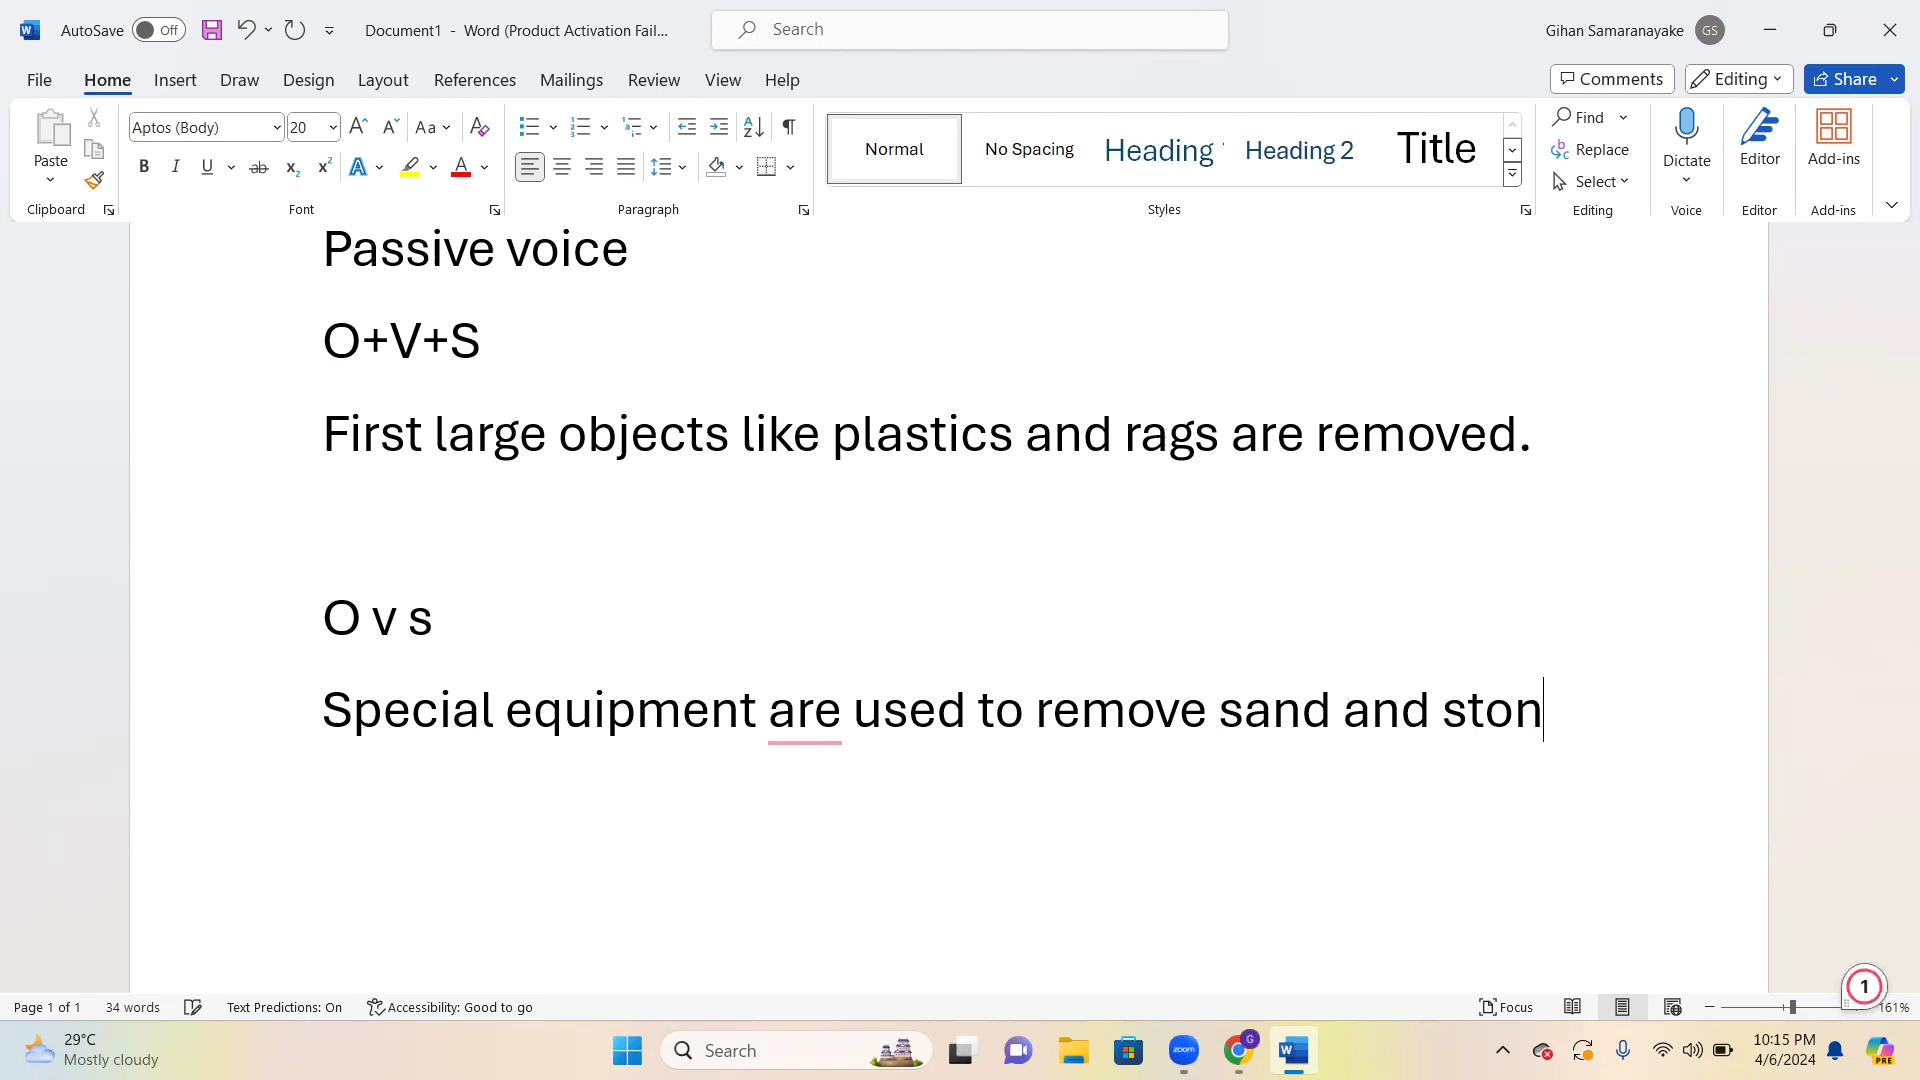 AutoSave Off Document1 - Word (Product Activation Fail... Search Gihan Samaranayake GS
File Home Insert Draw Design Layout References Mailings Review View Help Comments Editing Share
Paste Aptos (Body) 20 Aa Normal No Spacing Heading Heading 2 Title Find Replace Select Dictate Editor Add-ins
Clipboard Font Paragraph Styles Editing Voice Editor Add-ins
Passive voice
O+V+S
First large objects like plastics and rags are removed.
O v s
Special equipment are used to remove sand and ston
1
Page 1 of 1 34 words Text Predictions: On Accessibility: Good to go Focus 161%
29°C
Mostly cloudy
Search zoom G
10:15 PM
4/6/2024
PRE